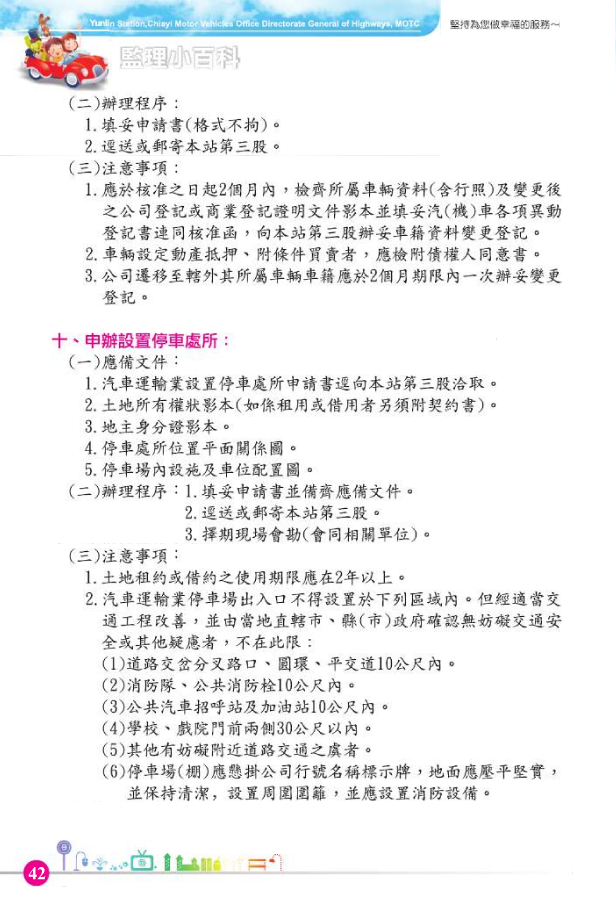 Yunlin Station,Chiayi Motor Vehicles Office Directorate General of Highways, MOTC
堅持為您做幸福的服務～
監理小百科
(二)辦理程序：
1.填妥申請書(格式不拘)。
2.逕送或郵寄本站第三股。
(三)注意事項：
1.應於核准之日起2個月內，檢齊所屬車輛資料(含行照)及變更後
之公司登記或商業登記證明文件影本並填妥汽(機)車各項異動
登記書連同核准函，向本站第三股辦妥車籍資料變更登記。
2.車輛設定動產抵押、附條件買賣者，應檢附債權人同意書。
3.公司遷移至轄外其所屬車輛車籍應於2個月期限內一次辦妥變更
登記。
十、申辦設置停車處所：
(一)應備文件：
1.汽車運輸業設置停車處所申請書逕向本站第三股洽取。
2.土地所有權狀影本(如係租用或借用者另須附契約書)。
3.地主身分證影本。
4.停車處所位置平面關係圖。
5.停車場內設施及車位配置圖。
(二)辦理程序：1.填妥申請書並備齊應備文件。
2.逕送或郵寄本站第三股。
3.擇期現場會勘(會同相關單位)。
(三)注意事項：
1.土地租約或借約之使用期限應在2年以上。
2.汽車運輸業停車場出入口不得設置於下列區域內。但經適當交
通工程改善，並由當地直轄市、縣(市)政府確認無妨礙交通安
全或其他疑慮者，不在此限：
(1)道路交岔分叉路口、圓環、平交道10公尺內。
(2)消防隊、公共消防栓10公尺內。
(3)公共汽車招呼站及加油站10公尺內。
(4)學校、戲院門前兩側30公尺以內。
(5)其他有妨礙附近道路交通之虞者。
(6)停車場(棚)應懸掛公司行號名稱標示牌，地面應壓平堅實，
並保持清潔，設置周圍圍籬，並應設置消防設備。
42